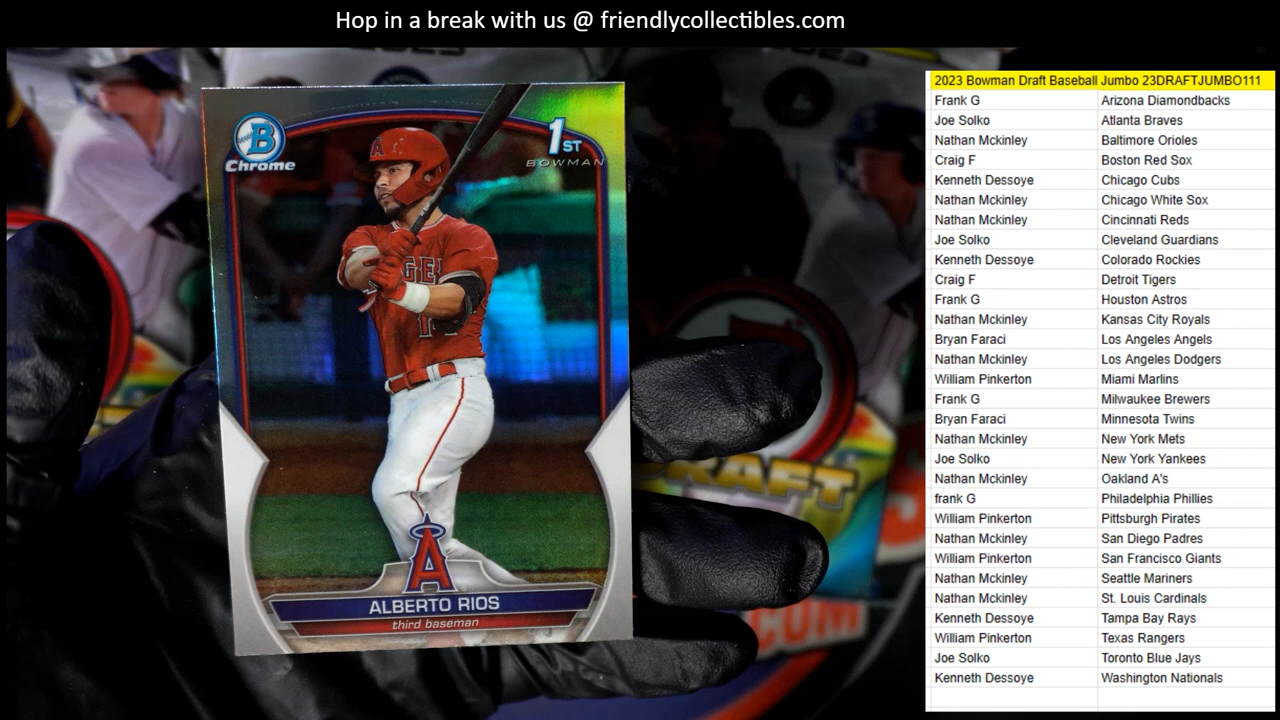 Hop in a break with us @ friendlycollectibles.com
B
Chrome
1ST
BOWMAN
A
ALBERTO RIOS
third baseman
2023 Bowman Draft Baseball Jumbo 23DRAFTJUMBO111
Frank G Arizona Diamondbacks
Joe Solko Atlanta Braves
Nathan Mckinley Baltimore Orioles
Craig F Boston Red Sox
Kenneth Dessoye Chicago Cubs
Nathan Mckinley Chicago White Sox
Nathan Mckinley Cincinnati Reds
Joe Solko Cleveland Guardians
Kenneth Dessoye Colorado Rockies
Craig F Detroit Tigers
Frank G Houston Astros
Nathan Mckinley Kansas City Royals
Bryan Faraci Los Angeles Angels
Nathan Mckinley Los Angeles Dodgers
William Pinkerton Miami Marlins
Frank G Milwaukee Brewers
Bryan Faraci Minnesota Twins
Nathan Mckinley New York Mets
Joe Solko New York Yankees
Nathan Mckinley Oakland A's
frank G Philadelphia Phillies
William Pinkerton Pittsburgh Pirates
Nathan Mckinley San Diego Padres
William Pinkerton San Francisco Giants
Nathan Mckinley Seattle Mariners
Nathan Mckinley St. Louis Cardinals
Kenneth Dessoye Tampa Bay Rays
William Pinkerton Texas Rangers
Joe Solko Toronto Blue Jays
Kenneth Dessoye Washington Nationals